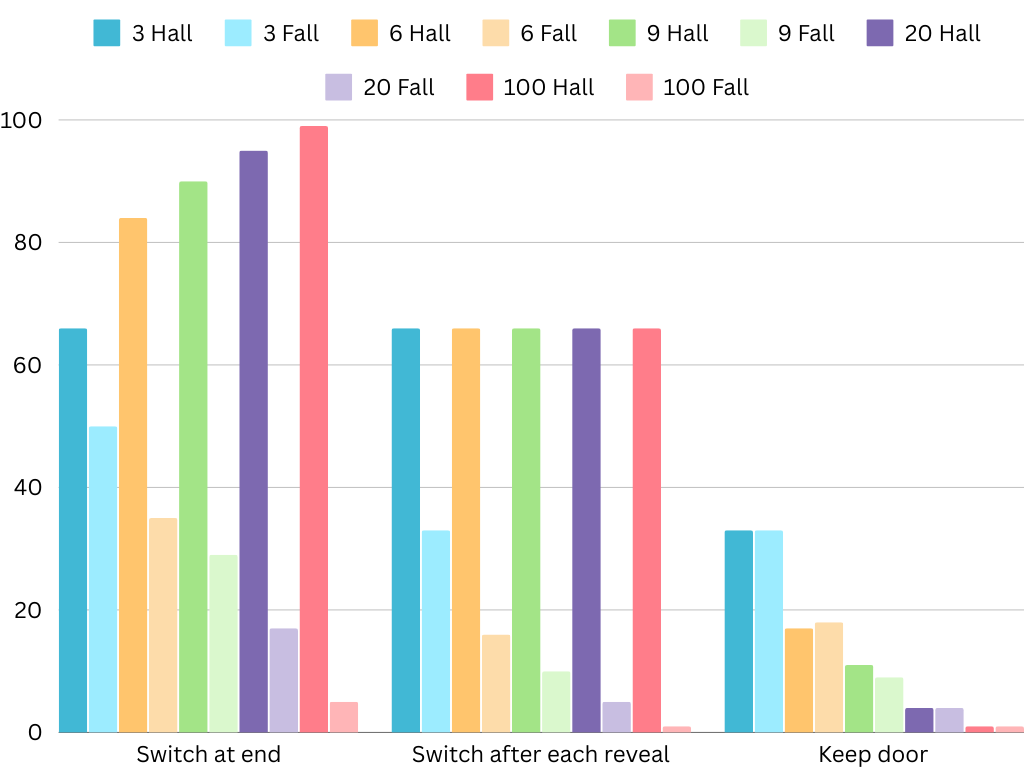 3 Hall 3 Fall 6 Hall 6 Fall 9 Hall 9 Fall 20 Hall
20 Fall 100 Hall 100 Fall
100
80
60
40
20
0
Switch at end Switch after each reveal Keep door